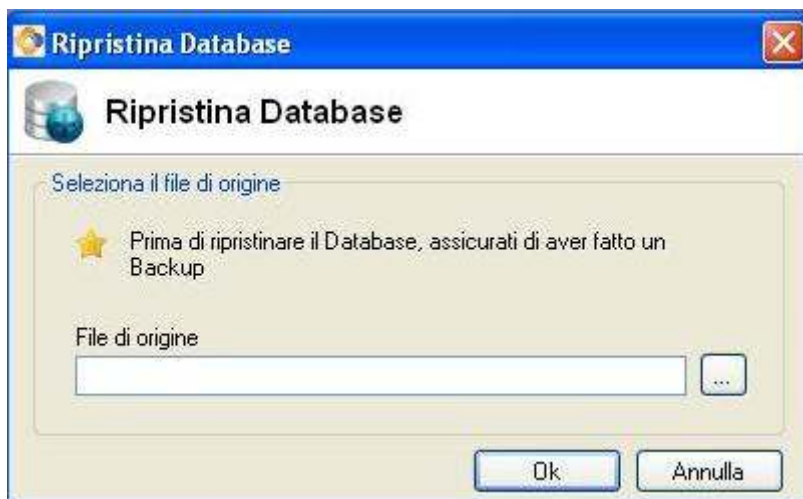 Ripristina Database
Ripristina Database
Seleziona il file di origine
Prima di ripristinare il Database, assicurati di aver fatto un
Backup
File di origine
...
Ok
Annulla